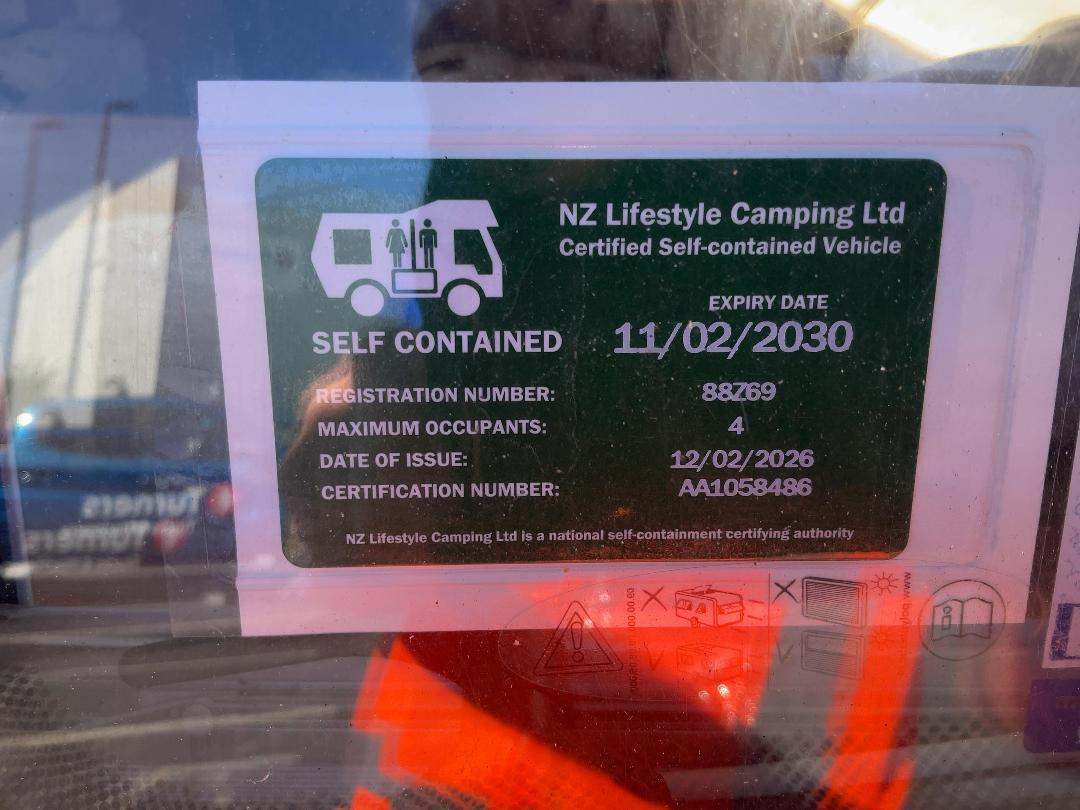 NZ Lifestyle Camping Ltd
Certified Self-contained Vehicle
EXPIRY DATE
11/02/2030
SELF CONTAINED
REGISTRATION NUMBER: 88Z69
MAXIMUM OCCUPANTS: 4
DATE OF ISSUE: 12/02/2026
CERTIFICATION NUMBER: AA1058486
NZ Lifestyle Camping Ltd is a national self-containment certifying authority
Turners
Turners